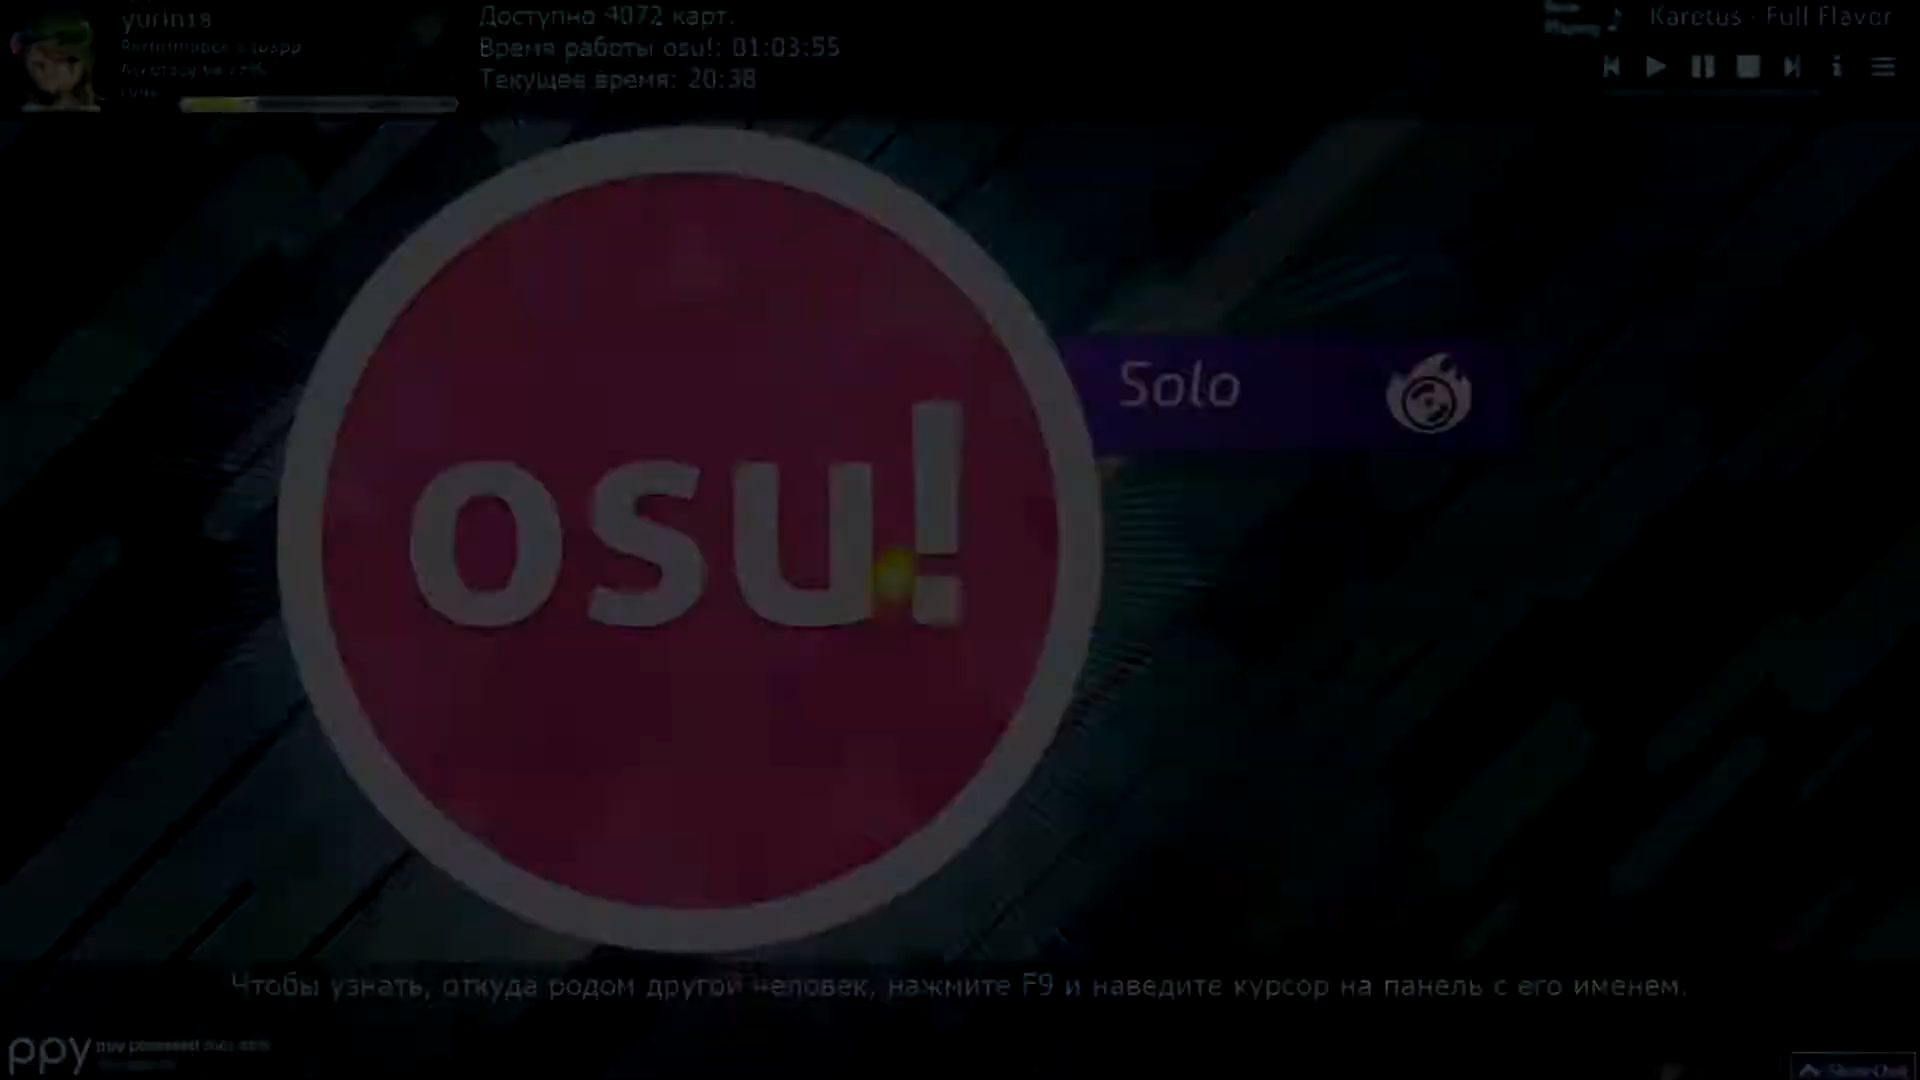 yurin18
Доступно 4072 карт.
Время работы osu!: 01:03:55
Текущее время: 20:38
Karetus - Full Flavor
Solo
osu!
Чтобы узнать, откуда родом другой человек, нажмите F9 и наведите курсор на панель с его именем.
ppy